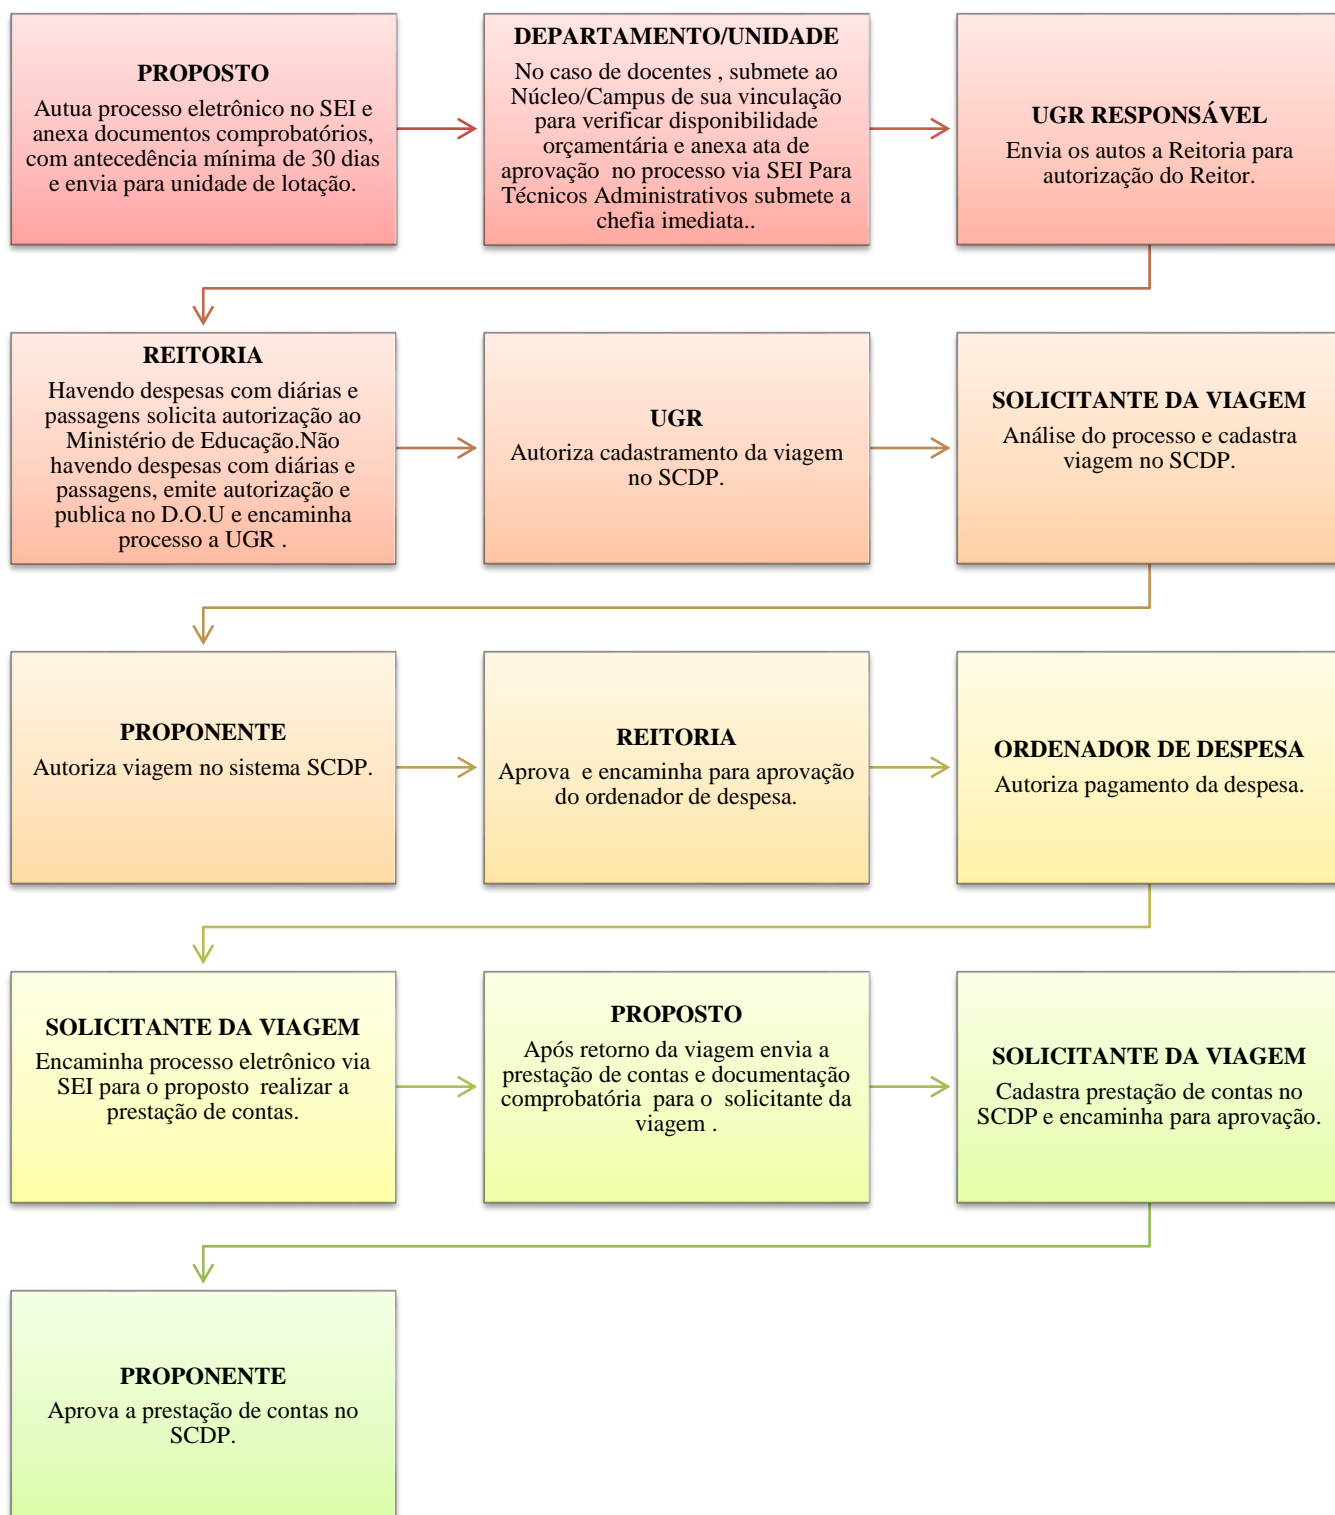 PROPOSTO
Autua processo eletrônico no SEI e
anexa documentos comprobatórios,
com antecedência mínima de 30 dias
e envia para unidade de lotação.
DEPARTAMENTO/UNIDADE
No caso de docentes , submete ao
Núcleo/Campus de sua vinculação
para verificar disponibilidade
orçamentária e anexa ata de
aprovação no processo via SEI Para
Técnicos Administrativos submete a
chefia imediata..
UGR RESPONSÁVEL
Envia os autos a Reitoria para
autorização do Reitor.
REITORIA
Havendo despesas com diárias e
passagens solicita autorização ao
Ministério de Educação.Não
havendo despesas com diárias e
passagens, emite autorização e
publica no D.O.U e encaminha
processo a UGR .
UGR
Autoriza cadastramento da viagem
no SCDP.
SOLICITANTE DA VIAGEM
Análise do processo e cadastra
viagem no SCDP.
PROPONENTE
Autoriza viagem no sistema SCDP.
REITORIA
Aprova e encaminha para aprovação
do ordenador de despesa.
ORDENADOR DE DESPESA
Autoriza pagamento da despesa.
SOLICITANTE DA VIAGEM
Encaminha processo eletrônico via
SEI para o proposto realizar a
prestação de contas.
PROPOSTO
Após retorno da viagem envia a
prestação de contas e documentação
comprobatória para o solicitante da
viagem .
SOLICITANTE DA VIAGEM
Cadastra prestação de contas no
SCDP e encaminha para aprovação.
PROPONENTE
Aprova a prestação de contas no
SCDP.